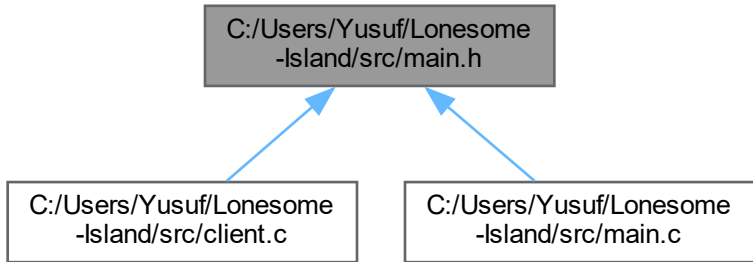 C:/Users/Yusuf/Lonesome
-Island/src/main.h
C:/Users/Yusuf/Lonesome
-Island/src/client.c
C:/Users/Yusuf/Lonesome
-Island/src/main.c